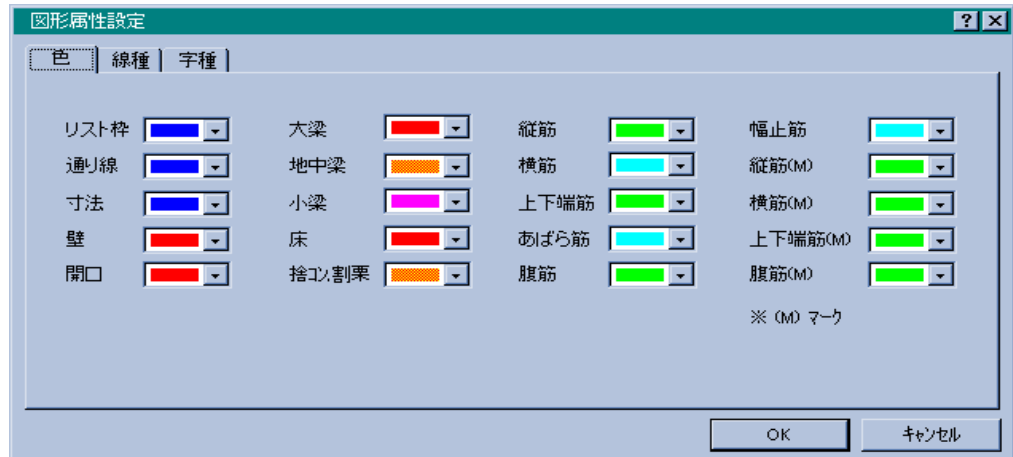 図形属性設定
色 線種 字種
リスト枠 大梁 縦筋 幅止筋
通り線 地中梁 横筋 縦筋(M)
寸法 小梁 上下端筋 横筋(M)
壁 床 あばら筋 上下端筋(M)
開口 捨コン,割栗 腹筋 腹筋(M)
※ (M) マーク
OK キャンセル